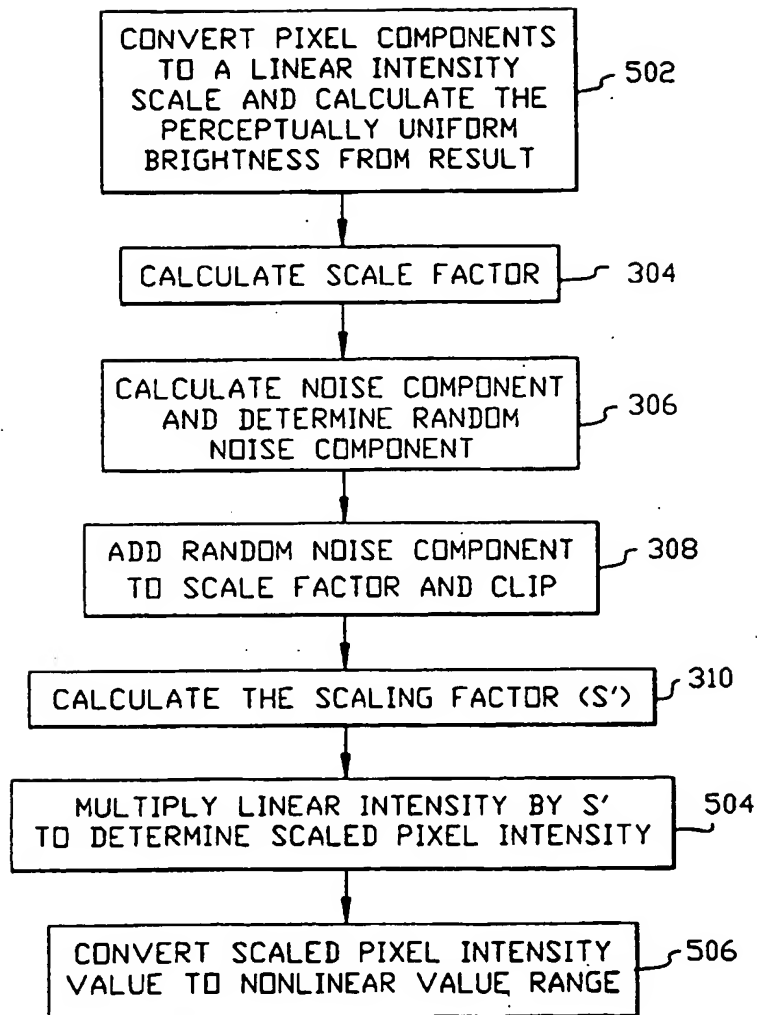 CONVERT PIXEL COMPONENTS
TO A LINEAR INTENSITY
SCALE AND CALCULATE THE
PERCEPTUALLY UNIFORM
BRIGHTNESS FROM RESULT
502
CALCULATE SCALE FACTOR
304
CALCULATE NOISE COMPONENT
AND DETERMINE RANDOM
NOISE COMPONENT
306
ADD RANDOM NOISE COMPONENT
TO SCALE FACTOR AND CLIP
308
CALCULATE THE SCALING FACTOR (S')
310
MULTIPLY LINEAR INTENSITY BY S'
TO DETERMINE SCALED PIXEL INTENSITY
504
CONVERT SCALED PIXEL INTENSITY
VALUE TO NONLINEAR VALUE RANGE
506